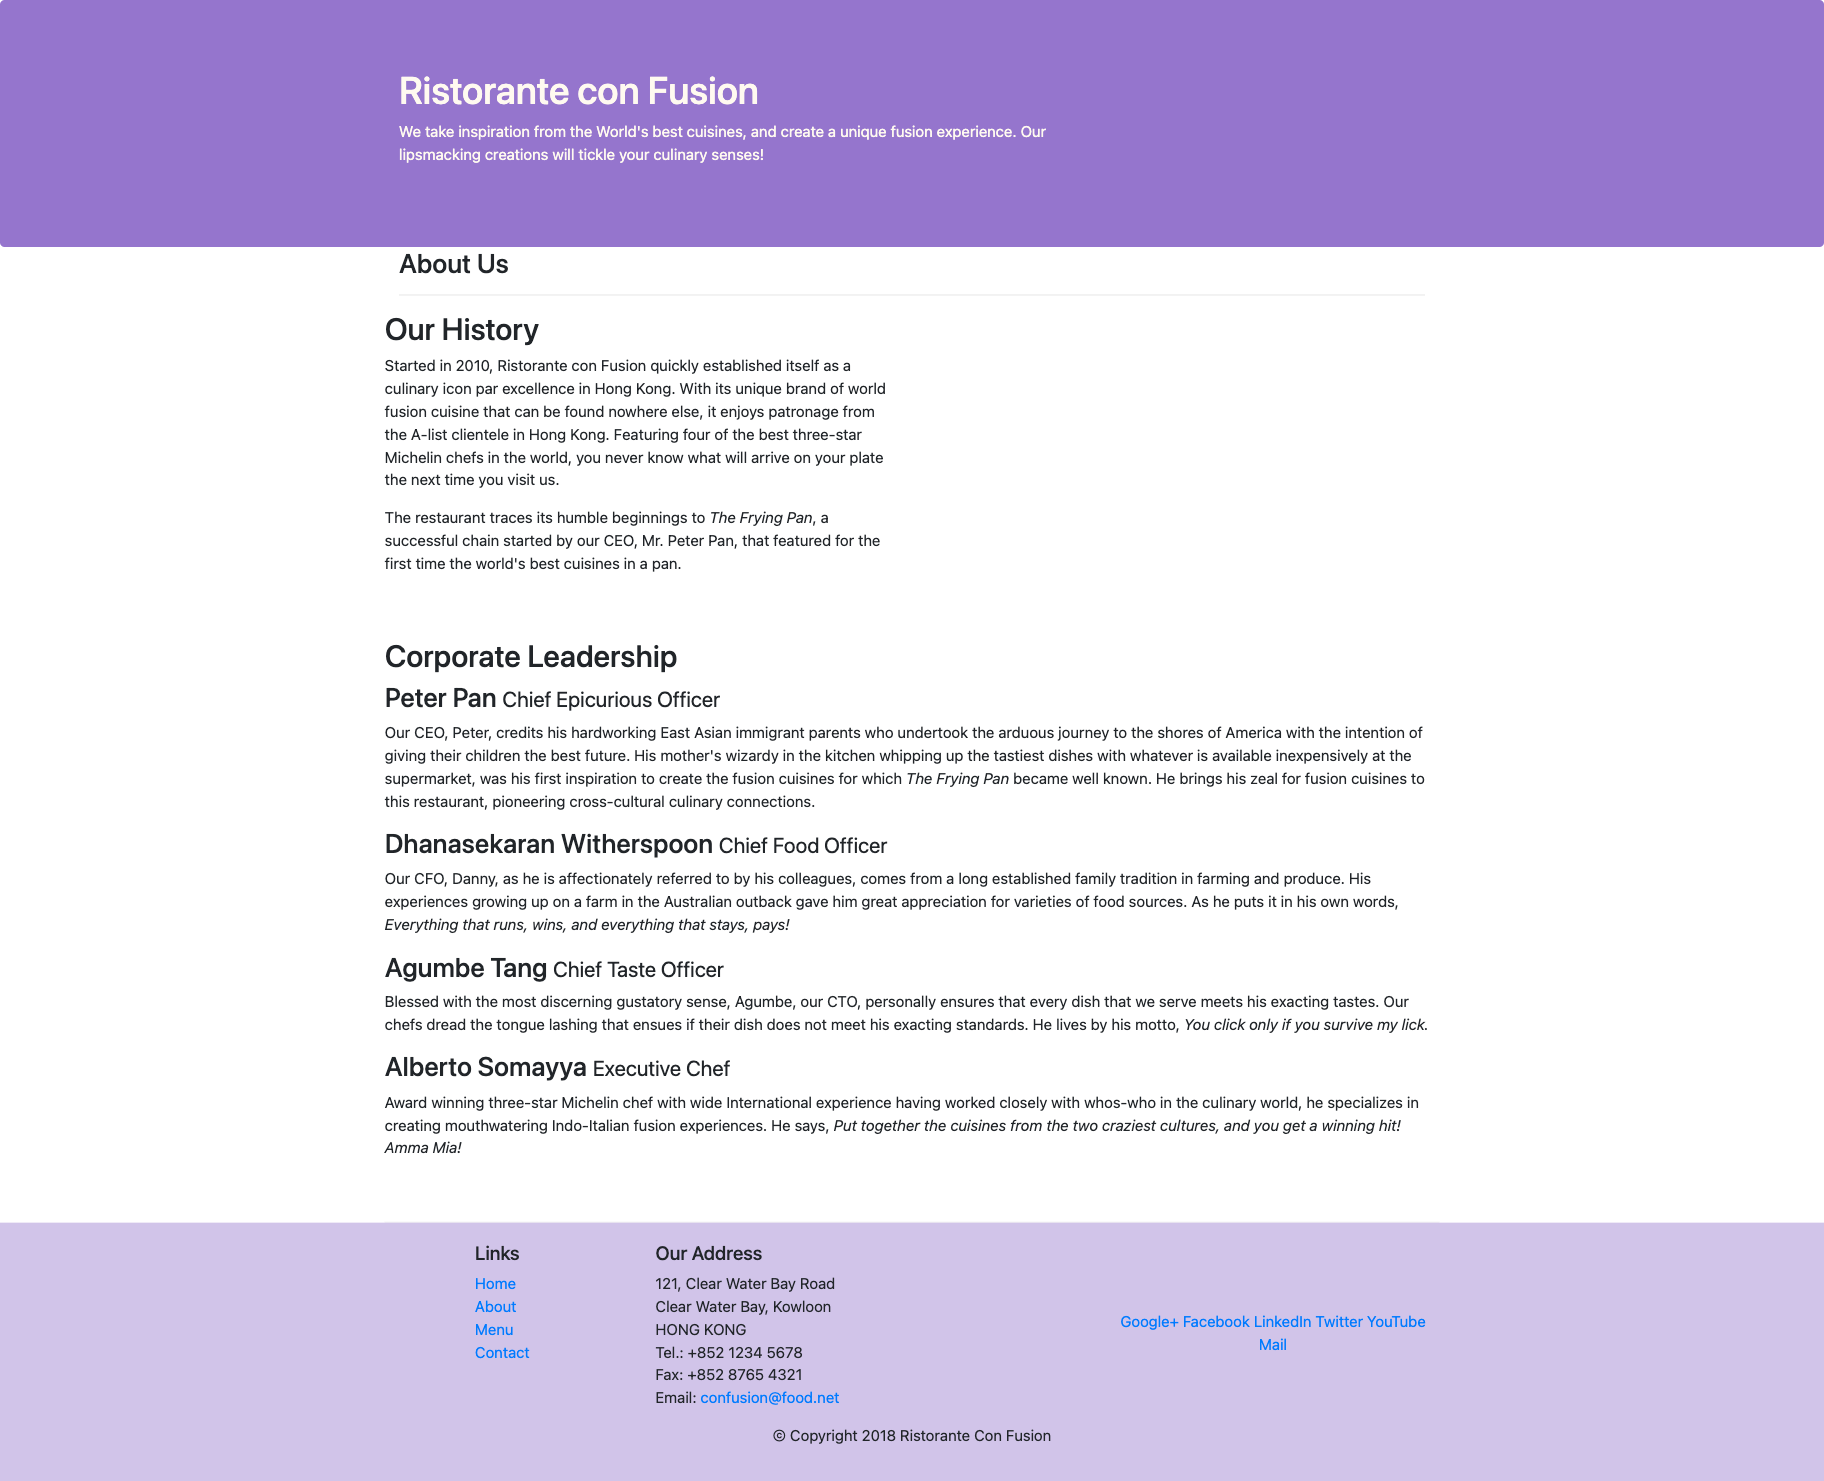 Ristorante con Fusion
We take inspiration from the World's best cuisines, and create a unique fusion experience. Our
lipsmacking creations will tickle your culinary senses!
About Us
Our History
Started in 2010, Ristorante con Fusion quickly established itself as a
culinary icon par excellence in Hong Kong. With its unique brand of world
fusion cuisine that can be found nowhere else, it enjoys patronage from
the A-list clientele in Hong Kong. Featuring four of the best three-star
Michelin chefs in the world, you never know what will arrive on your plate
the next time you visit us.
The restaurant traces its humble beginnings to The Frying Pan, a
successful chain started by our CEO, Mr. Peter Pan, that featured for the
first time the world's best cuisines in a pan.
Corporate Leadership
Peter Pan Chief Epicurious Officer
Our CEO, Peter, credits his hardworking East Asian immigrant parents who undertook the arduous journey to the shores of America with the intention of
giving their children the best future. His mother's wizardy in the kitchen whipping up the tastiest dishes with whatever is available inexpensively at the
supermarket, was his first inspiration to create the fusion cuisines for which The Frying Pan became well known. He brings his zeal for fusion cuisines to
this restaurant, pioneering cross-cultural culinary connections.
Dhanasekaran Witherspoon Chief Food Officer
Our CFO, Danny, as he is affectionately referred to by his colleagues, comes from a long established family tradition in farming and produce. His
experiences growing up on a farm in the Australian outback gave him great appreciation for varieties of food sources. As he puts it in his own words,
Everything that runs, wins, and everything that stays, pays!
Agumbe Tang Chief Taste Officer
Blessed with the most discerning gustatory sense, Agumbe, our CTO, personally ensures that every dish that we serve meets his exacting tastes. Our
chefs dread the tongue lashing that ensues if their dish does not meet his exacting standards. He lives by his motto, You click only if you survive my lick.
Alberto Somayya Executive Chef
Award winning three-star Michelin chef with wide International experience having worked closely with whos-who in the culinary world, he specializes in
creating mouthwatering Indo-Italian fusion experiences. He says, Put together the cuisines from the two craziest cultures, and you get a winning hit!
Amma Mia!
Links
Home
About
Menu
Contact
Our Address
121, Clear Water Bay Road
Clear Water Bay, Kowloon
HONG KONG
Tel.: +852 1234 5678
Fax: +852 8765 4321
Email: confusion@food.net
Google+ Facebook LinkedIn Twitter YouTube
Mail
© Copyright 2018 Ristorante Con Fusion